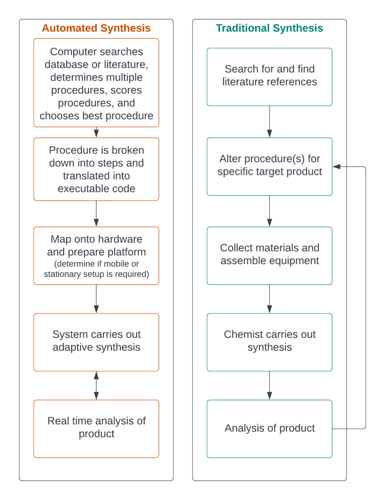 Automated Synthesis
Computer searches
database or literature,
determines multiple
procedures, scores
procedures, and
chooses best procedure
Procedure is broken
down into steps and
translated into
executable code
Map onto hardware
and prepare platform
(determine if mobile or
stationary setup is required)
System carries out
adaptive synthesis
Real time analysis of
product
Traditional Synthesis
Search for and find
literature references
Alter procedure(s) for
specific target product
Collect materials and
assemble equipment
Chemist carries out
synthesis
Analysis of product